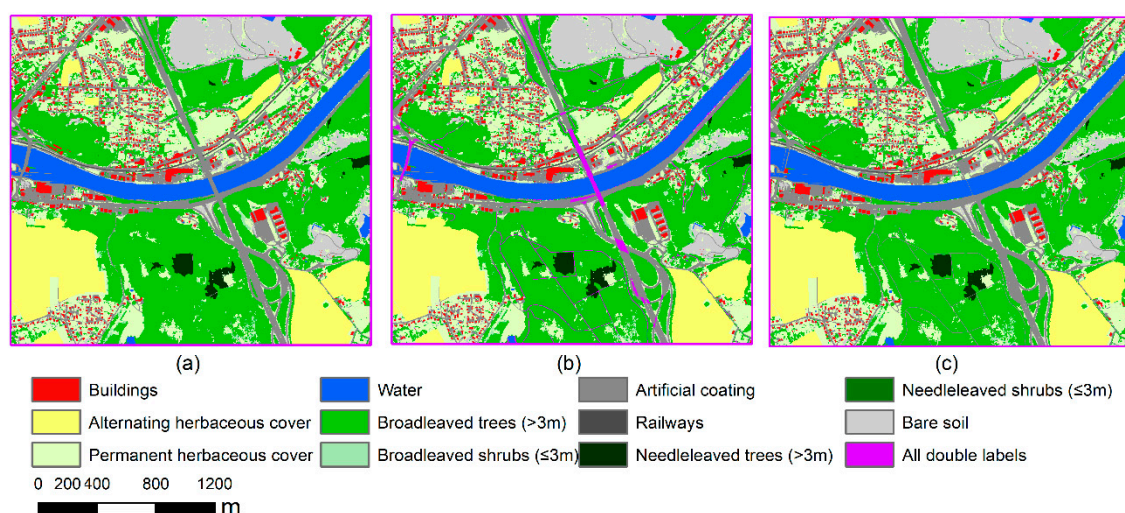 (a) (b) (c)
Buildings Water Artificial coating Needleleaved shrubs (≤3m)
Alternating herbaceous cover Broadleaved trees (>3m) Railways Bare soil
Permanent herbaceous cover Broadleaved shrubs (≤3m) Needleleaved trees (>3m) All double labels
0 200 400 800 1200
m